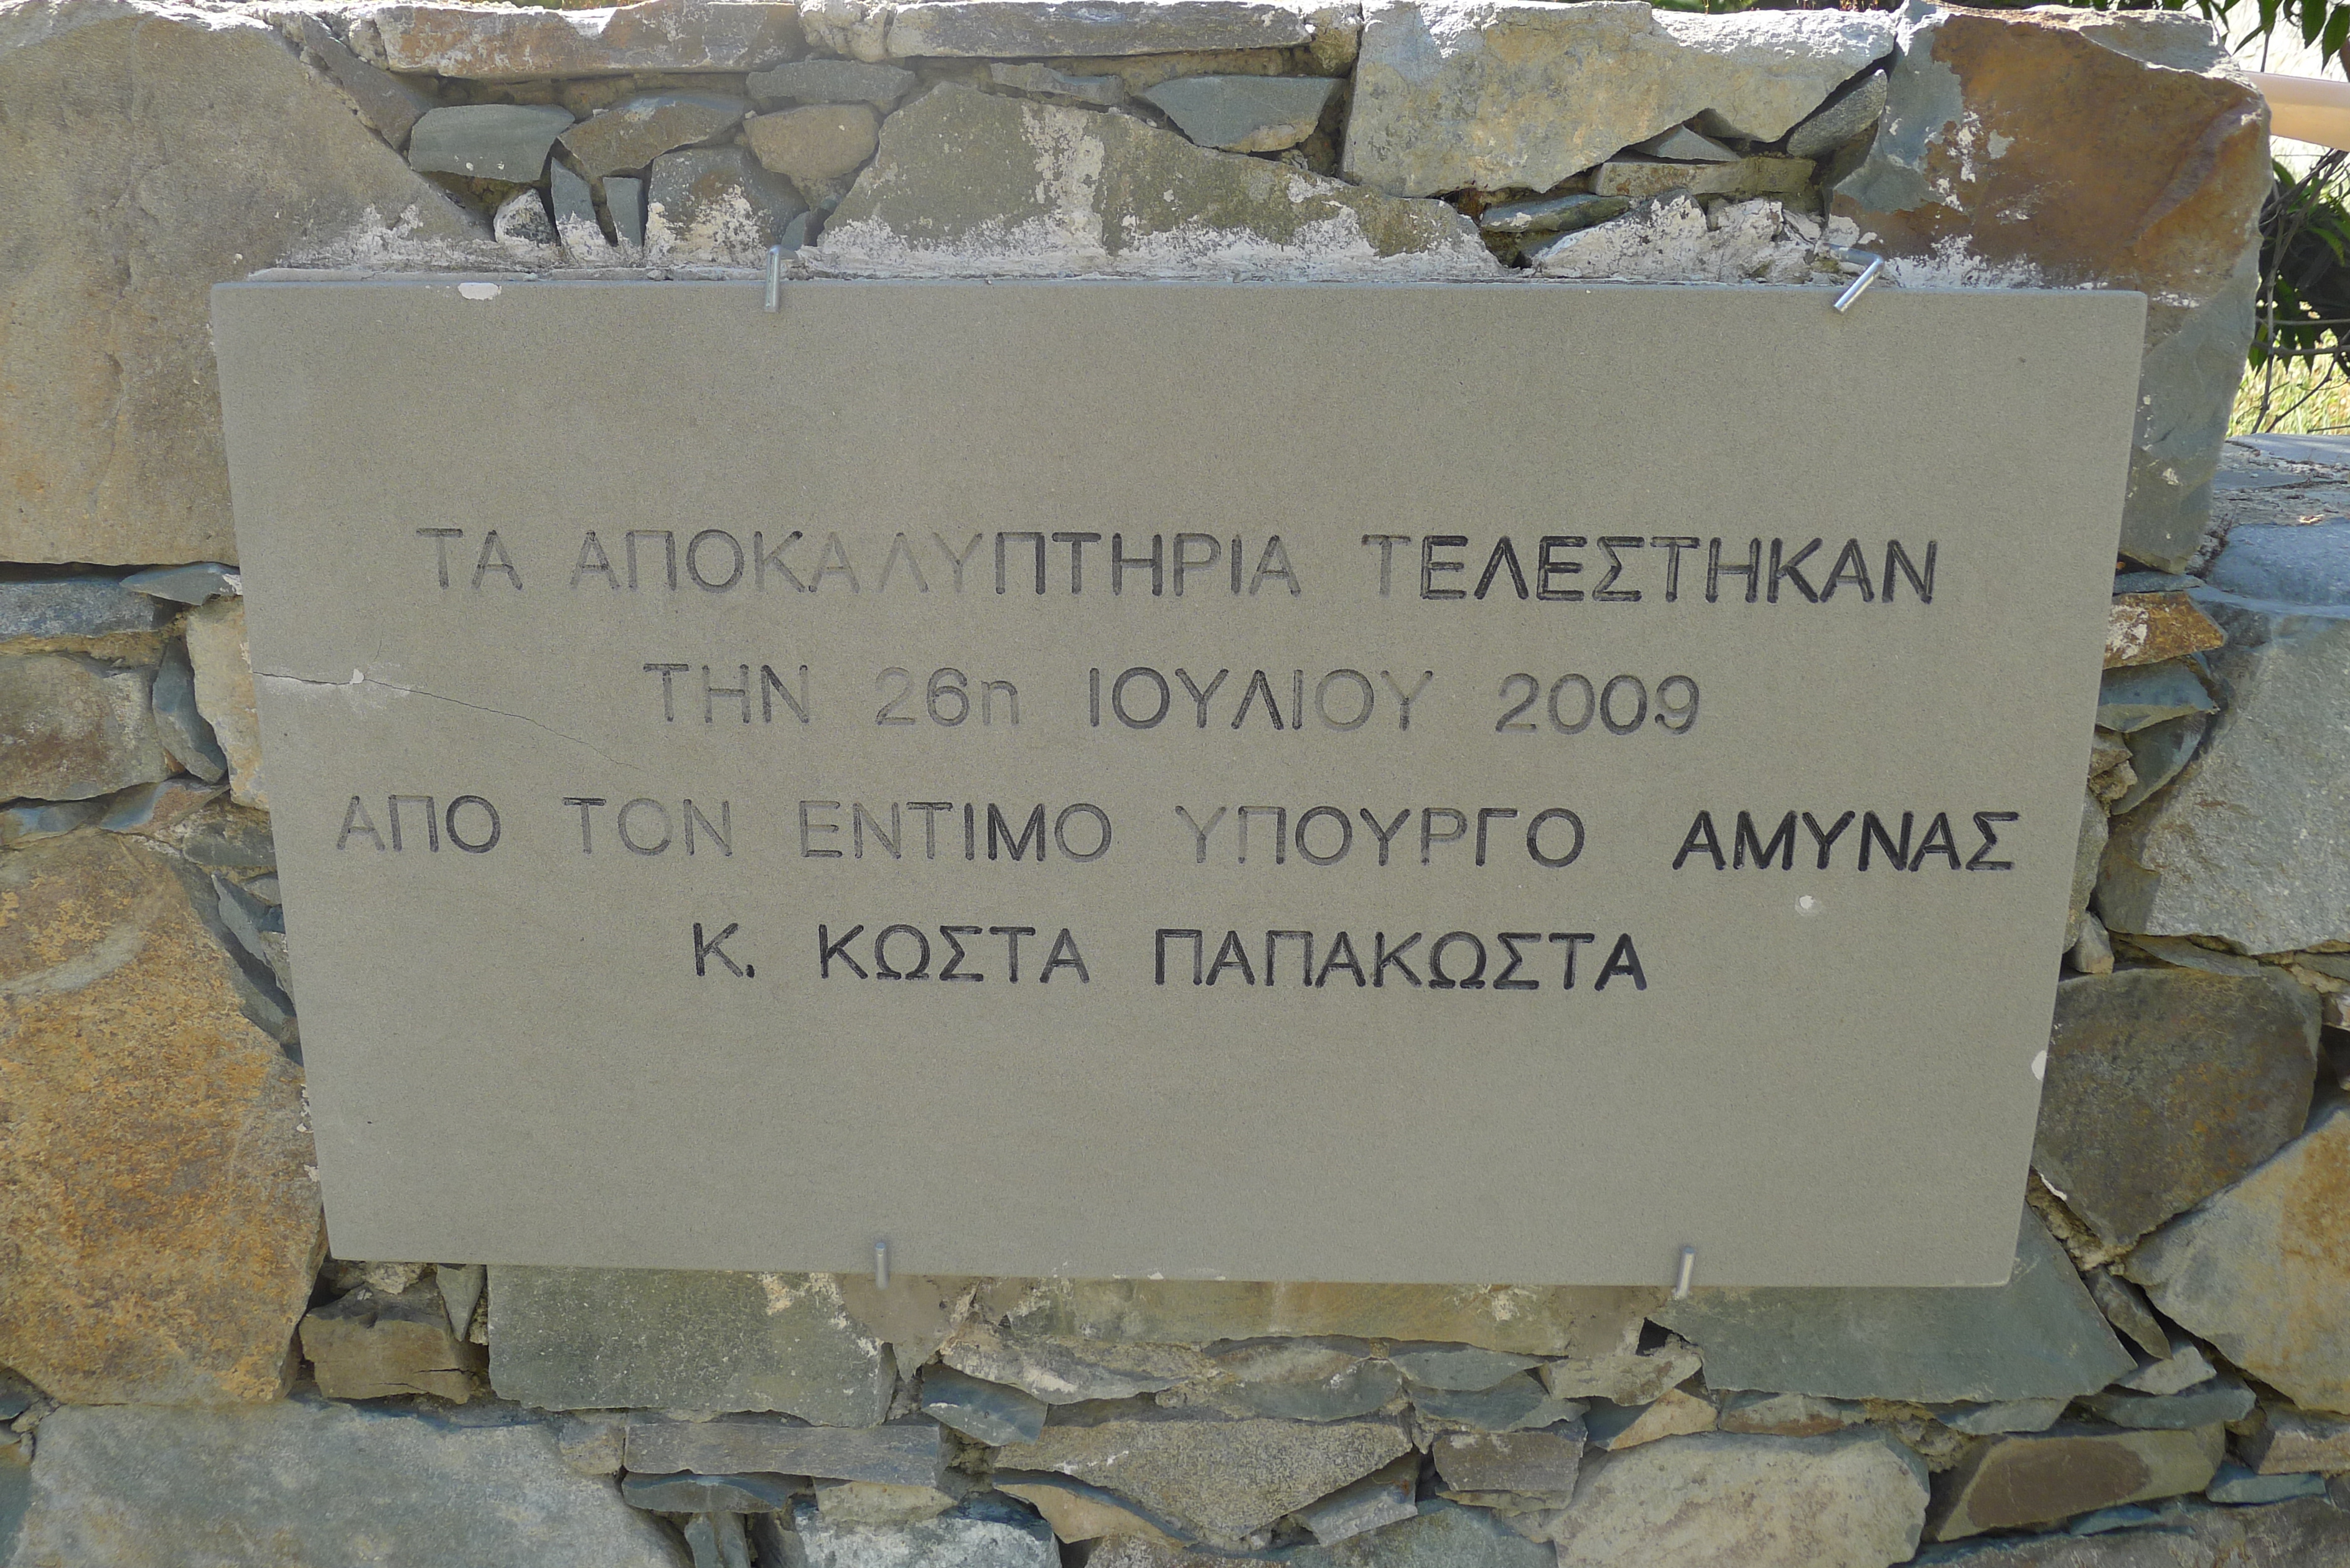 ΤΑ ΑΠΟΚΑΛΥΠΤΗΡΙΑ ΤΕΛΕΣΤΗΚΑΝ
ΤΗΝ 26η ΙΟΥΛΙΟΥ 2009
ΑΠΟ ΤΟΝ ΕΝΤΙΜΟ ΥΠΟΥΡΓΟ ΑΜΥΝΑΣ
Κ. ΚΩΣΤΑ ΠΑΠΑΚΩΣΤΑ